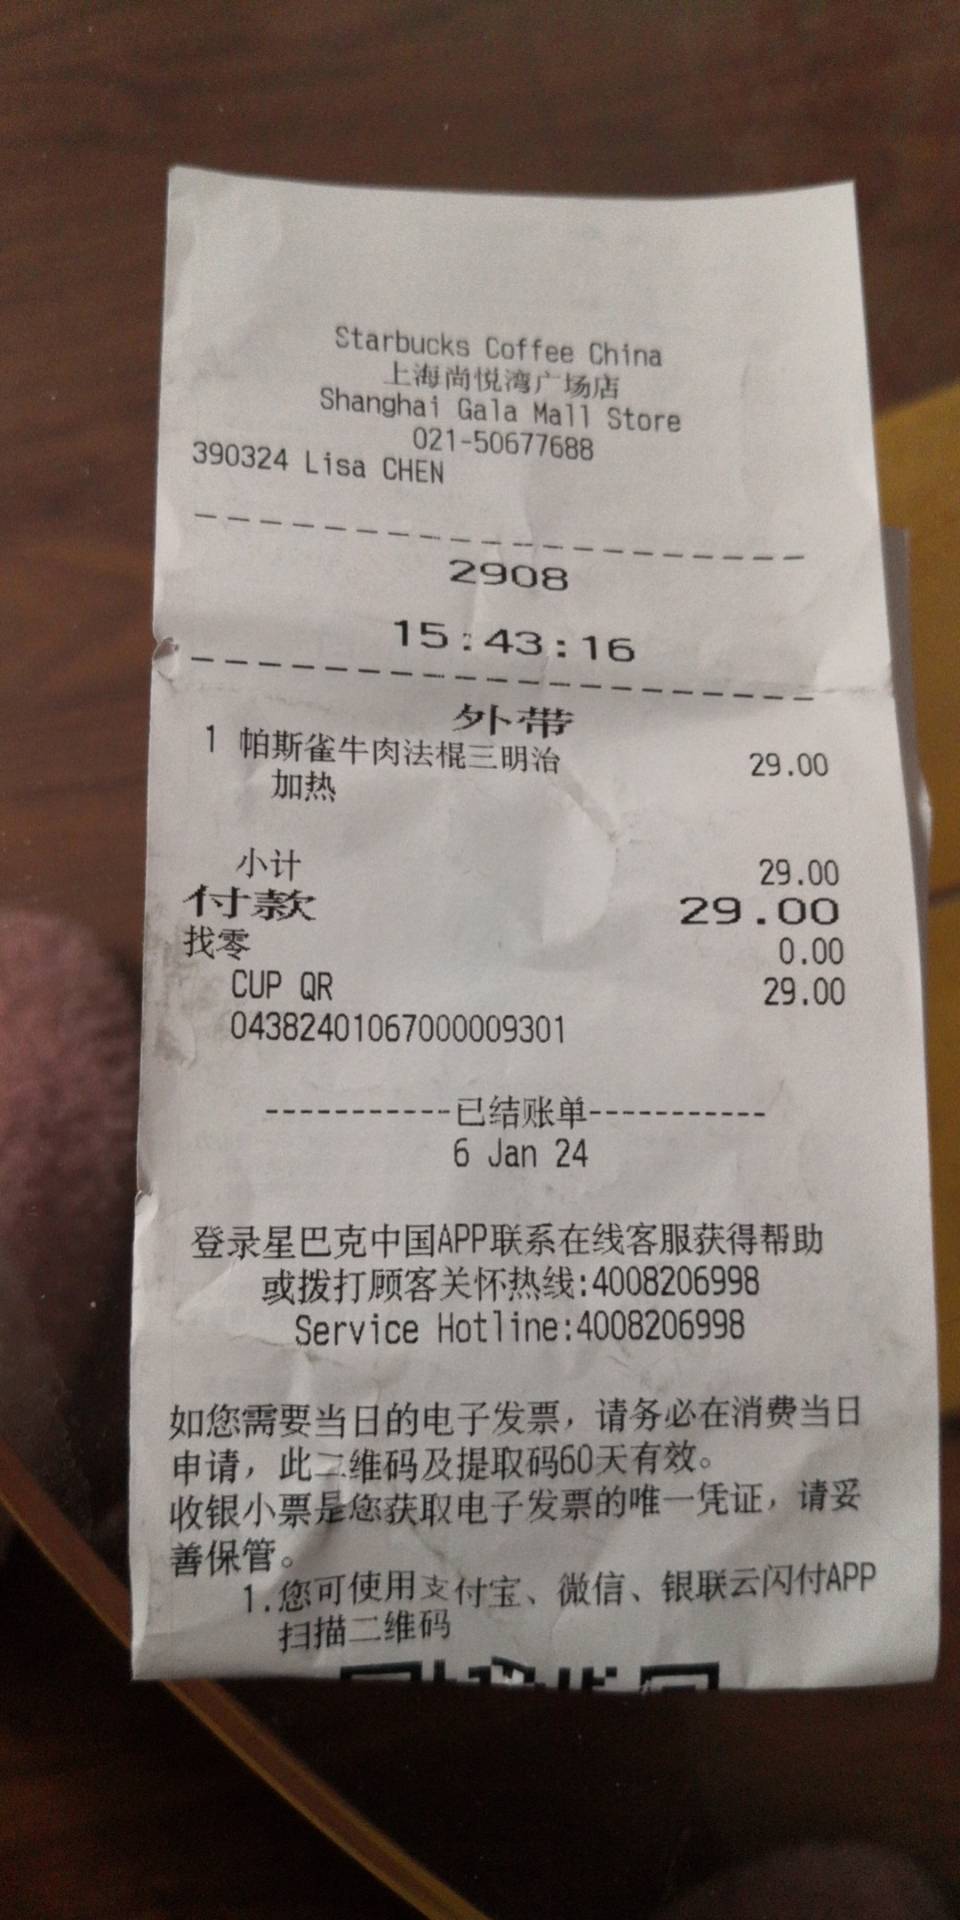 Starbucks Coffee China
上海尚悦湾广场店
Shanghai Gala Mall Store
021-50677688
390324 Lisa CHEN
2908
15:43:16
外带
1 帕斯雀牛肉法棍三明治 29.00
加热
小计 29.00
付款 29.00
找零 0.00
CUP QR 29.00
04382401067000009301
-----------已结账单-----------
6 Jan 24
登录星巴克中国APP联系在线客服获得帮助
或拨打顾客关怀热线:4008206998
Service Hotline:4008206998
如您需要当日的电子发票，请务必在消费当日
申请，此二维码及提取码60天有效。
收银小票是您获取电子发票的唯一凭证，请妥
善保管。
1.您可使用支付宝、微信、银联云闪付APP
扫描二维码